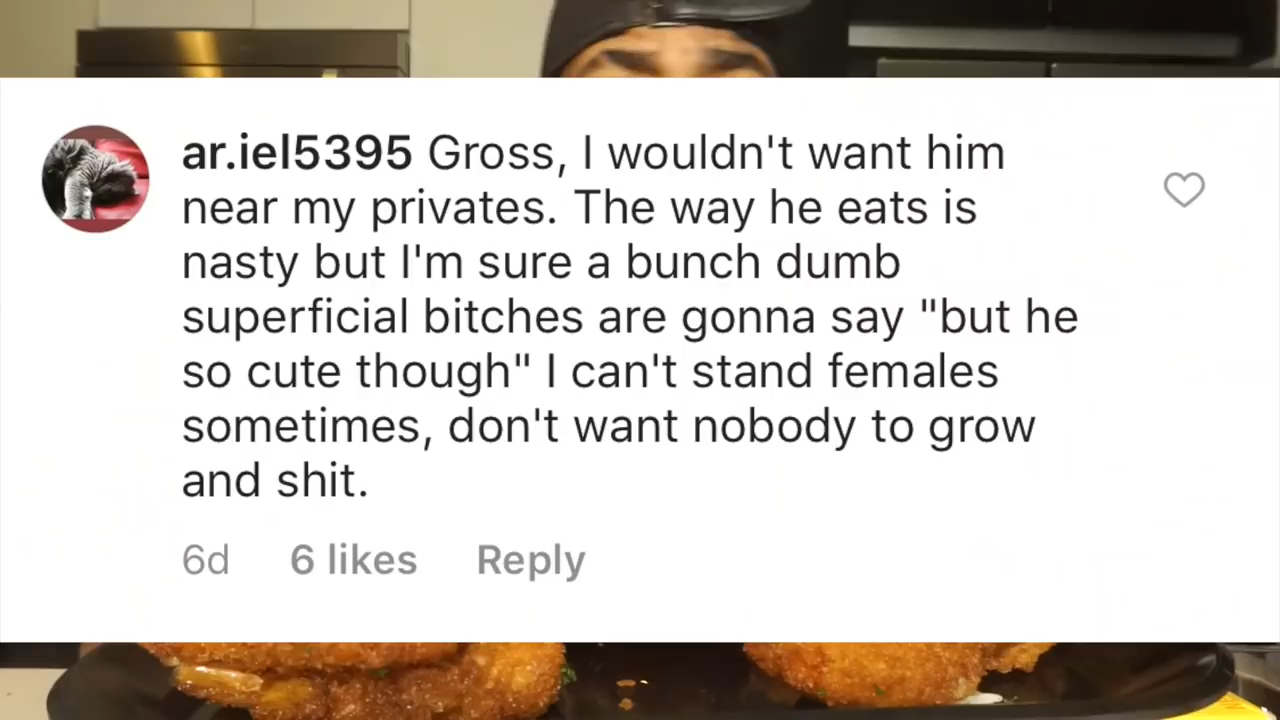 ar.iel5395 Gross, I wouldn't want him
near my privates. The way he eats is
nasty but I'm sure a bunch dumb
superficial bitches are gonna say "but he
so cute though" I can't stand females
sometimes, don't want nobody to grow
and shit.
6d 6 likes Reply